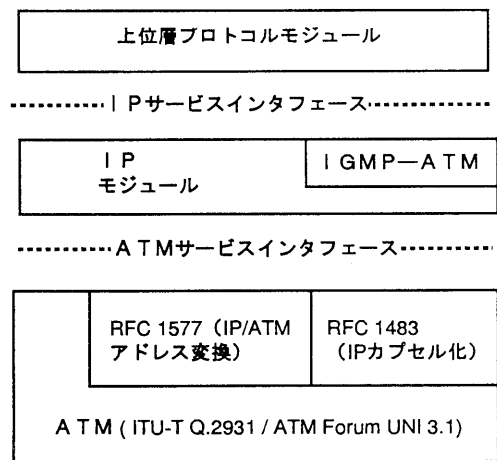 上位層プロトコルモジュール
ＩＰサービスインタフェース
ＩＰ
モジュール
ＩＧＭＰ―ＡＴＭ
ＡＴＭサービスインタフェース
RFC 1577（IP/ATM
アドレス変換）
RFC 1483
（IPカプセル化）
ＡＴＭ ( ITU-T Q.2931 / ATM Forum UNI 3.1)